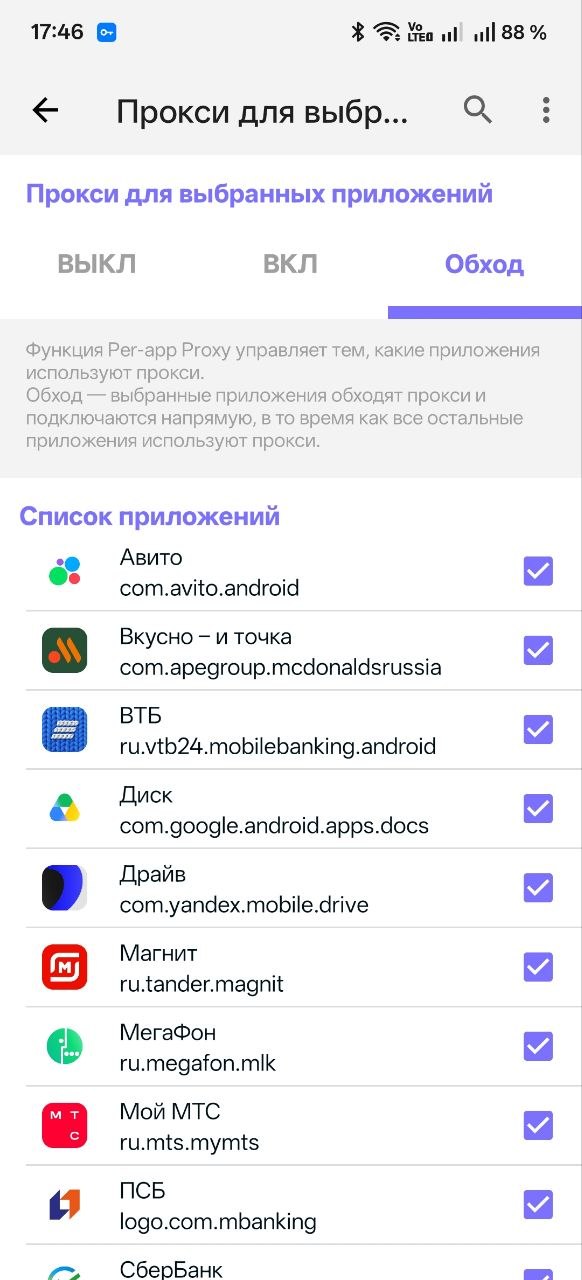 17:46
Vo LTE 88 %
Прокси для выбр...
Прокси для выбранных приложений
ВЫКЛ ВКЛ Обход
Функция Per-app Proxy управляет тем, какие приложения
используют прокси.
Обход — выбранные приложения обходят прокси и
подключаются напрямую, в то время как все остальные
приложения используют прокси.
Список приложений
Авито
com.avito.android
Вкусно – и точка
com.apegroup.mcdonaldsrussia
ВТБ
ru.vtb24.mobilebanking.android
Диск
com.google.android.apps.docs
Драйв
com.yandex.mobile.drive
Магнит
ru.tander.magnit
МегаФон
ru.megafon.mlk
М Т С
Мой МТС
ru.mts.mymts
ПСБ
logo.com.mbanking
СберБанк